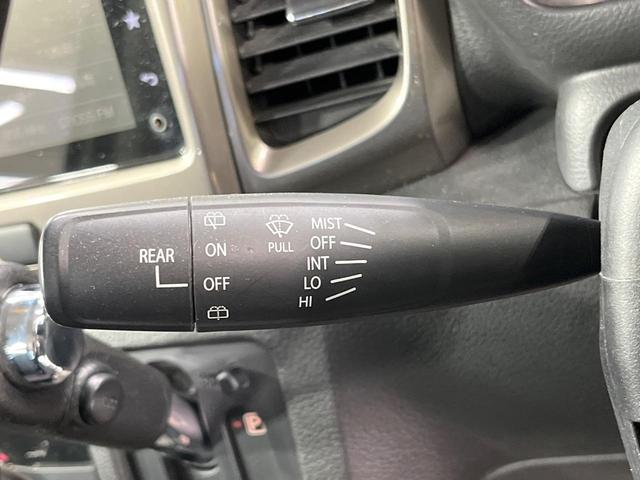 REAR
ON
OFF
PULL
MIST
OFF
INT
LO
HI
P